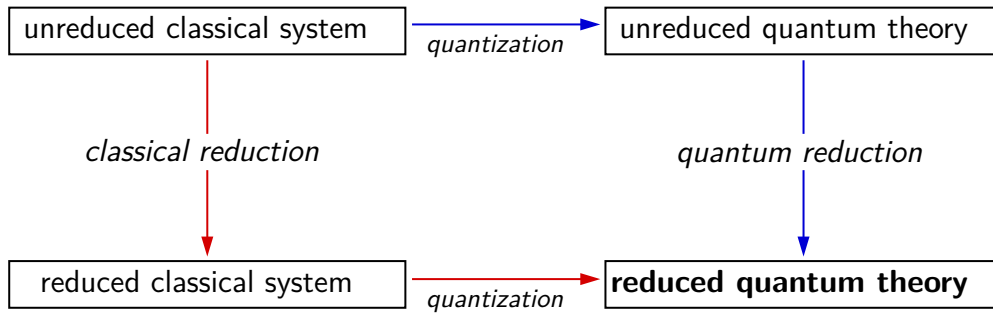 unreduced classical system
quantization
unreduced quantum theory
classical reduction
quantum reduction
reduced classical system
quantization
reduced quantum theory